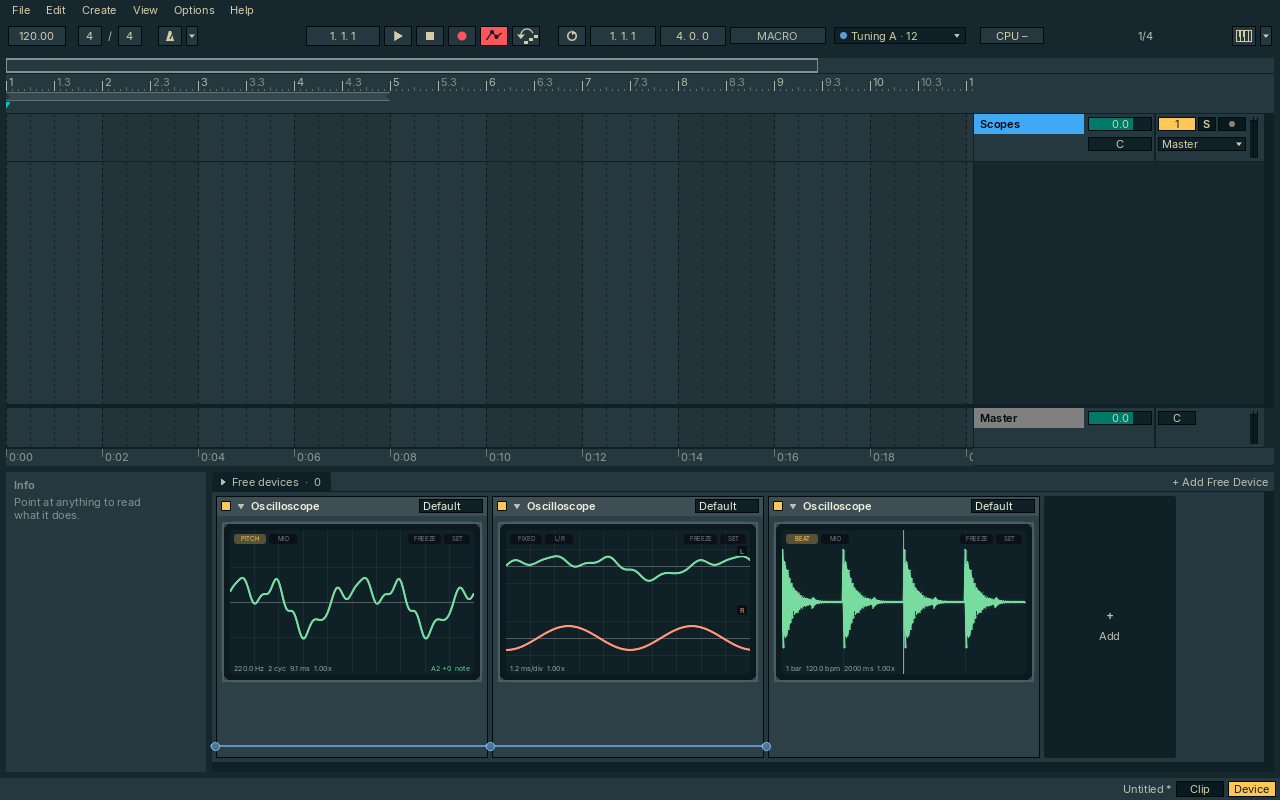 File Edit Create View Options Help
120.00 4 / 4 1. 1. 1 1. 1. 1 4. 0. 0 MACRO Tuning A · 12 CPU – 1/4
1 1.3 2 2.3 3 3.3 4 4.3 5 5.3 6 6.3 7 7.3 8 8.3 9 9.3 10 10.3 1
Scopes 0.0 1 S
C Master
Master 0.0 C
0:00 0:02 0:04 0:06 0:08 0:10 0:12 0:14 0:16 0:18
Info
Point at anything to read
what it does.
Free devices · 0 + Add Free Device
Oscilloscope Default
PITCH MID FREEZE SET
220.0 Hz 2 cyc 9.1 ms 1.00x A2 +0 note
Oscilloscope Default
FIXED L/R FREEZE SET
L
R
1.2 ms/div 1.00x
Oscilloscope Default
BEAT MID FREEZE SET
1 bar 120.0 bpm 2000 ms 1.00x
+
Add
Untitled * Clip Device